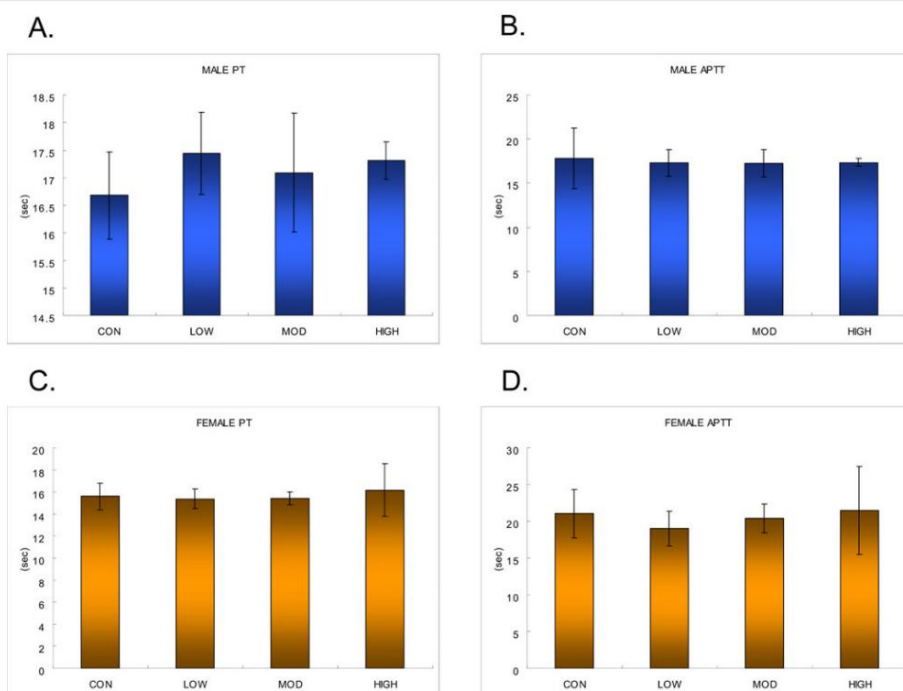 A.
MALE PT
18.5
18
17.5
17
16.5
16
15.5
15
14.5
(sec)
CON LOW MOD HIGH
B.
MALE APTT
25
20
15
10
5
0
(sec)
CON LOW MOD HIGH
C.
FEMALE PT
20
18
16
14
12
10
8
6
4
2
0
(sec)
CON LOW MOD HIGH
D.
FEMALE APTT
30
25
20
15
10
5
0
(sec)
CON LOW MOD HIGH